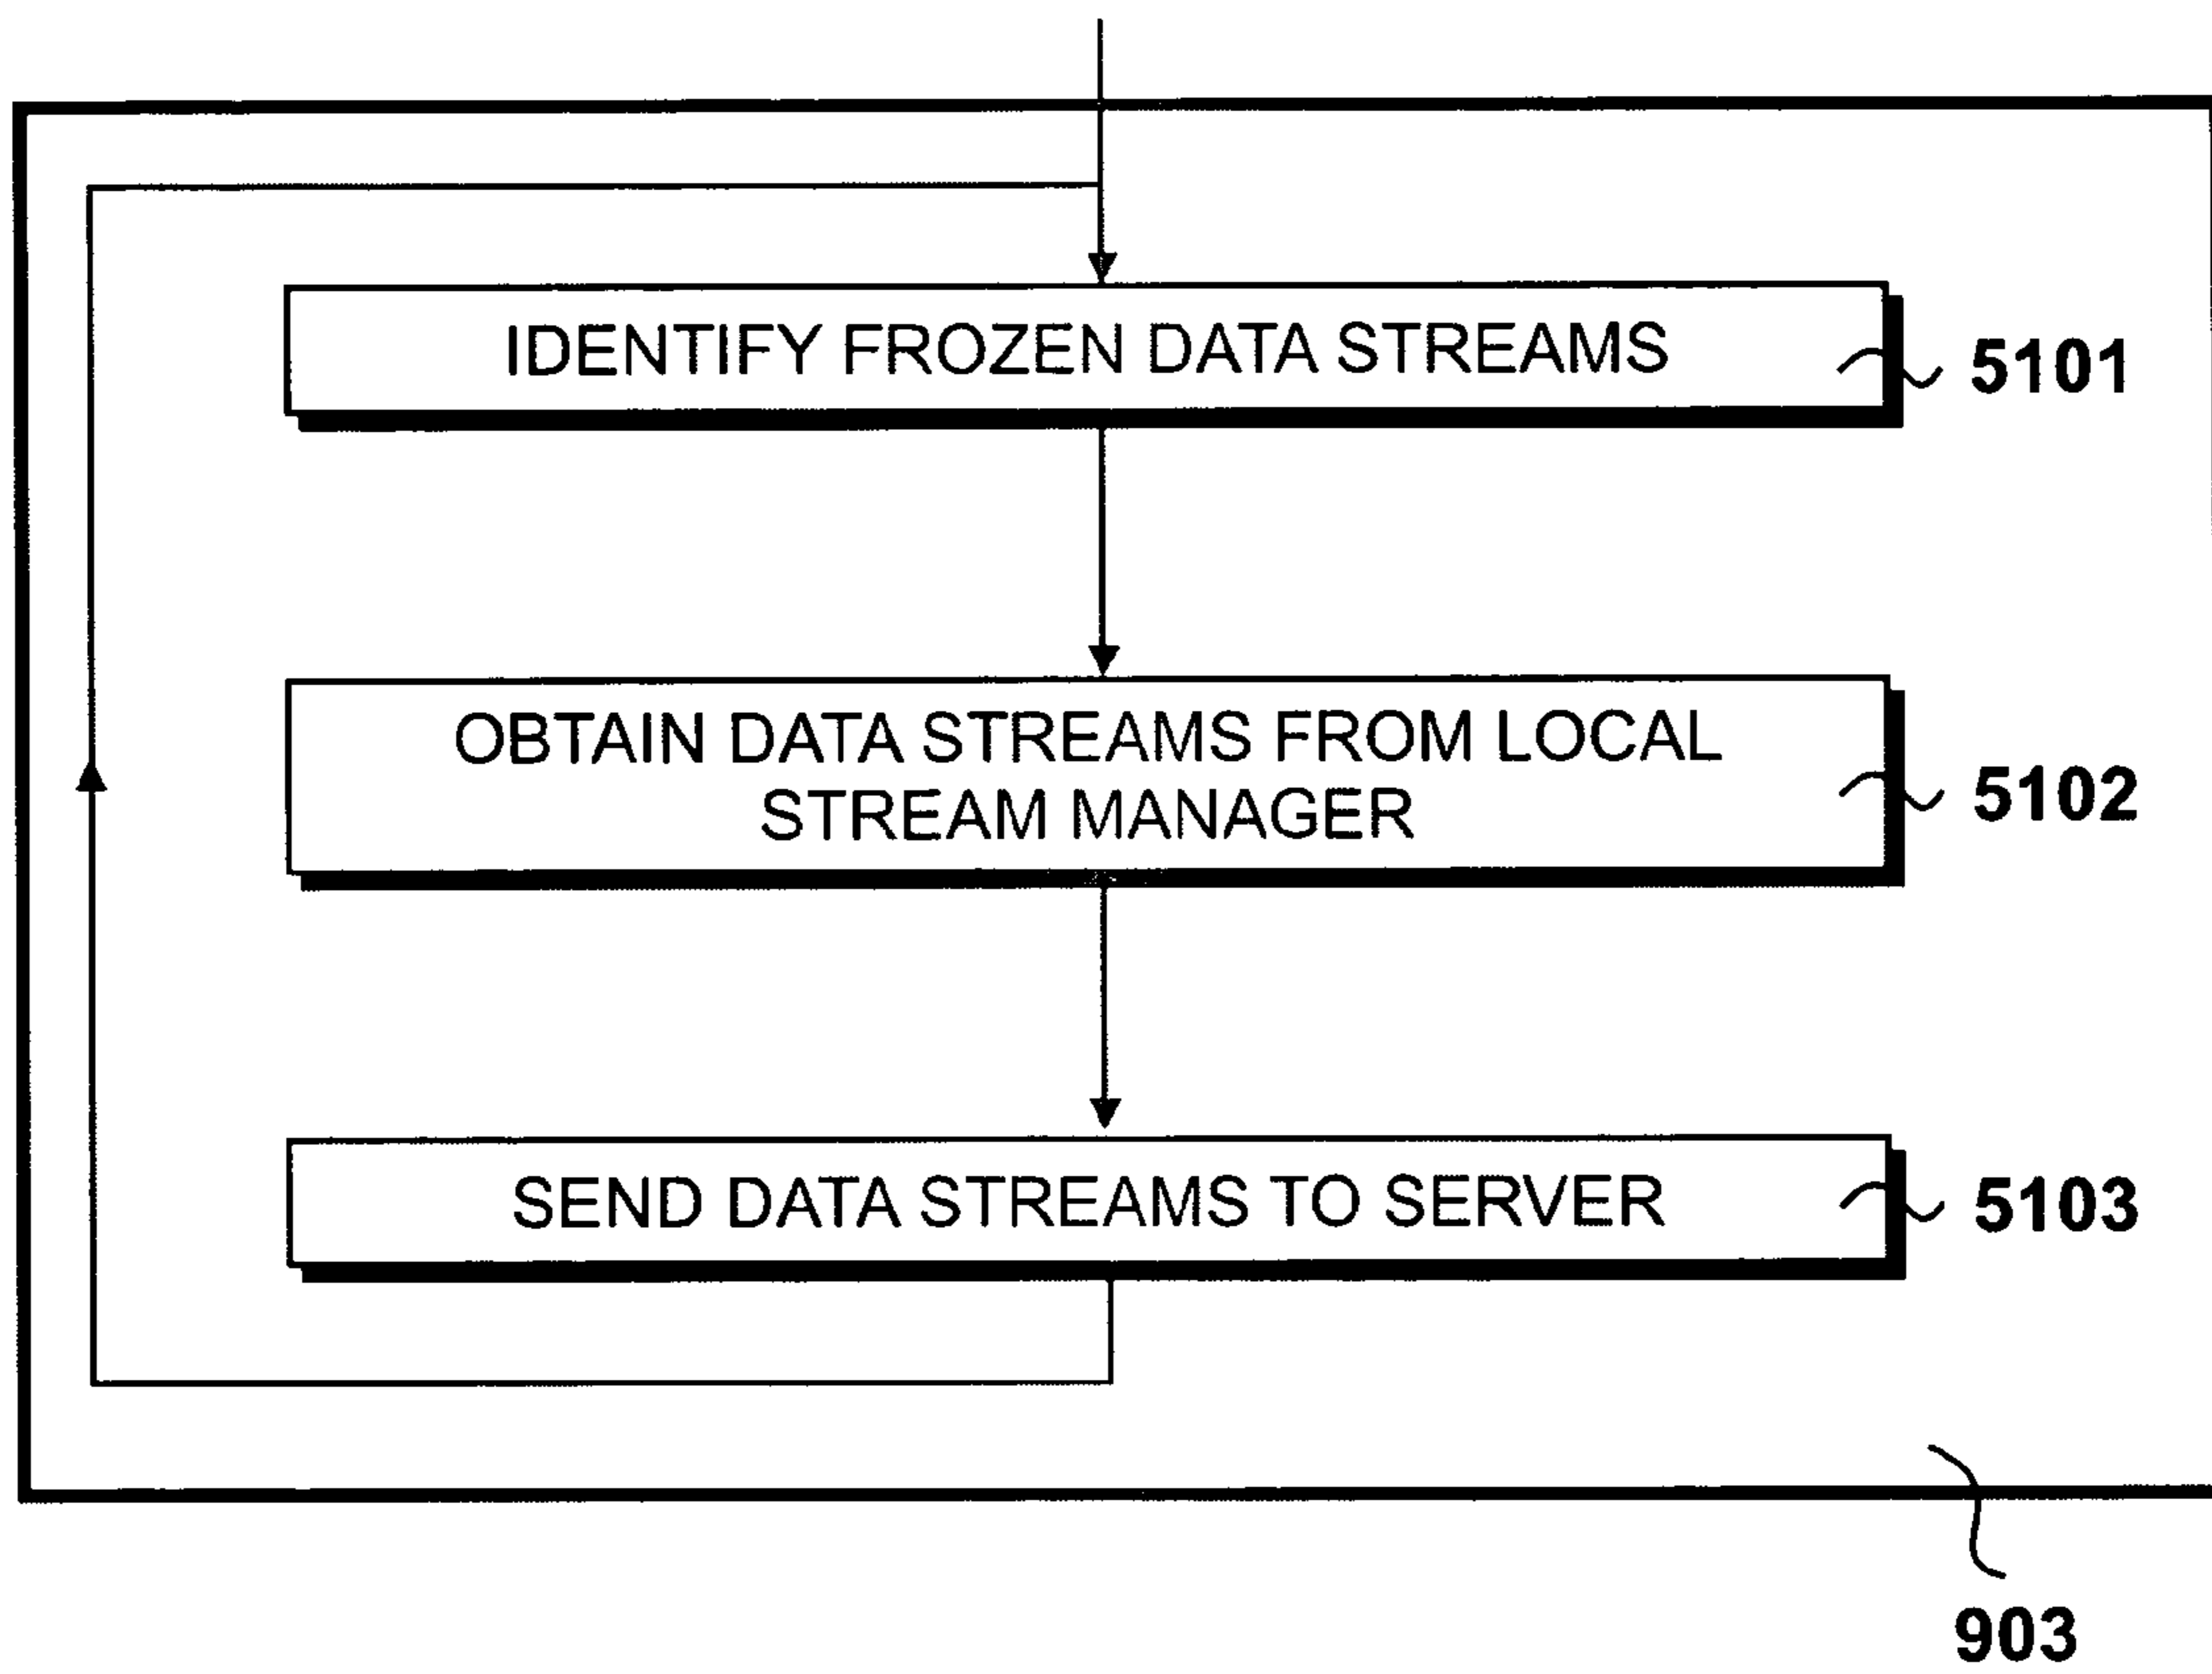 IDENTIFY FROZEN DATA STREAMS
5101
OBTAIN DATA STREAMS FROM LOCAL
STREAM MANAGER
5102
SEND DATA STREAMS TO SERVER
5103
903